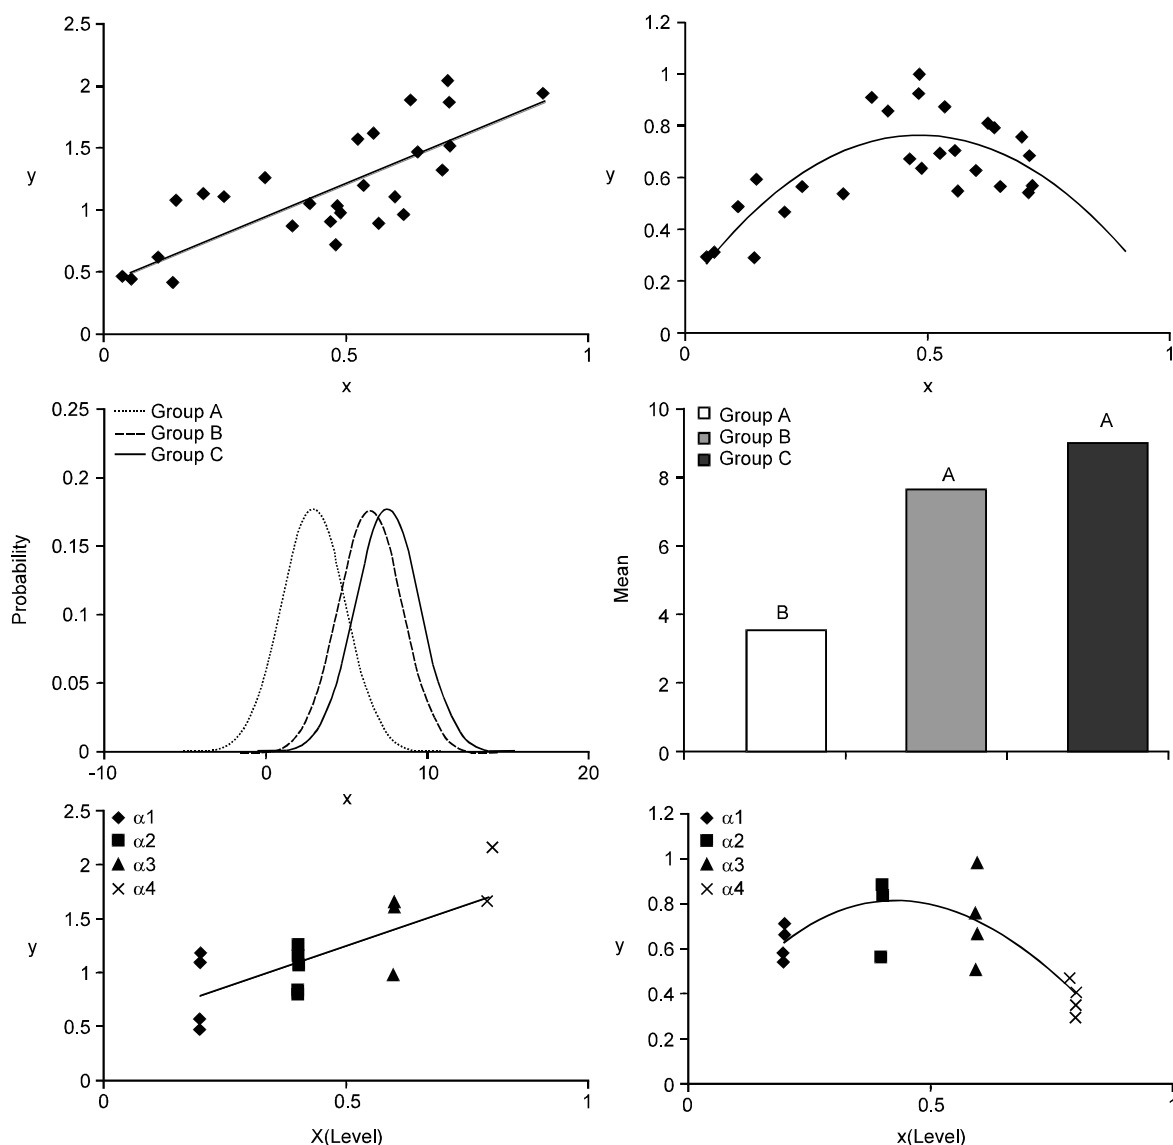 2.5
2
1.5
y
1
0.5
0
0
0.5
1
x
1.2
1
0.8
y
0.6
0.4
0.2
0
0
0.5
1
x
0.25
Group A
Group B
Group C
0.2
0.15
Probability
0.1
0.05
0
-10
0
10
20
x
10
Group A
Group B
Group C
A
A
8
6
Mean
B
4
2
0
2.5
α1
α2
α3
α4
2
1.5
y
1
0.5
0
0
0.5
1
X(Level)
1.2
α1
α2
α3
α4
1
0.8
y
0.6
0.4
0.2
0
0
0.5
1
x(Level)